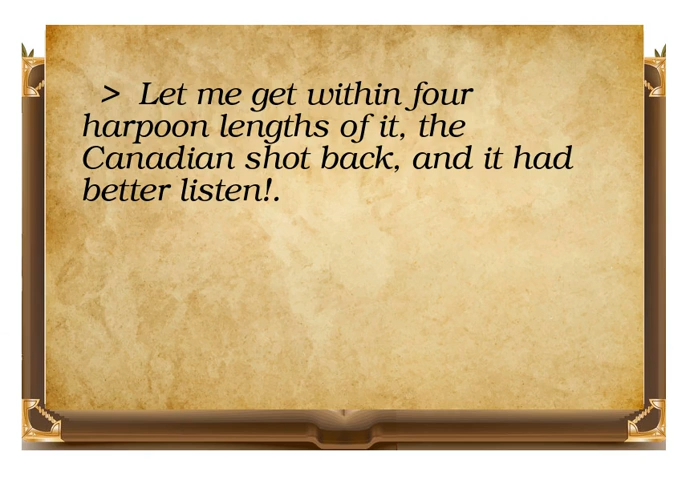 > Let me get within four
harpoon lengths of it, the
Canadian shot back, and it had
better listen!.